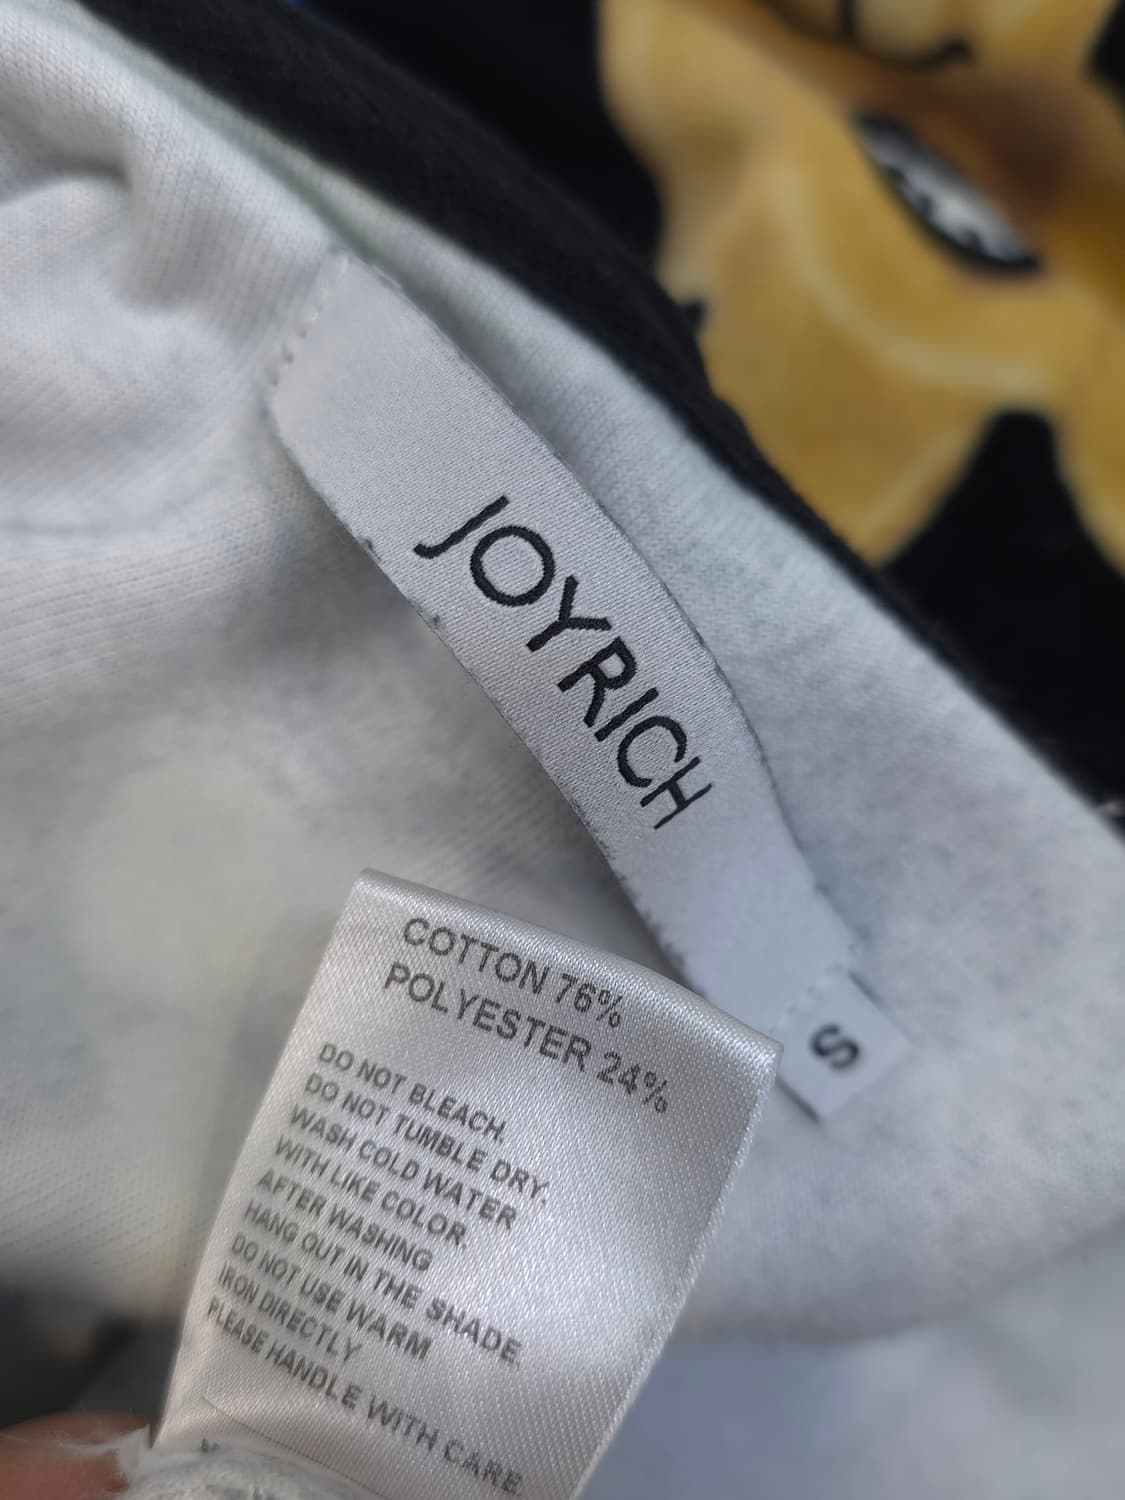 JOYRICH
S
COTTON 76%
POLYESTER 24%
DO NOT BLEACH.
DO NOT TUMBLE DRY.
WASH COLD WATER
WITH LIKE COLOR.
AFTER WASHING
HANG OUT IN THE SHADE.
DO NOT USE WARM
IRON DIRECTLY
PLEASE HANDLE WITH CARE.